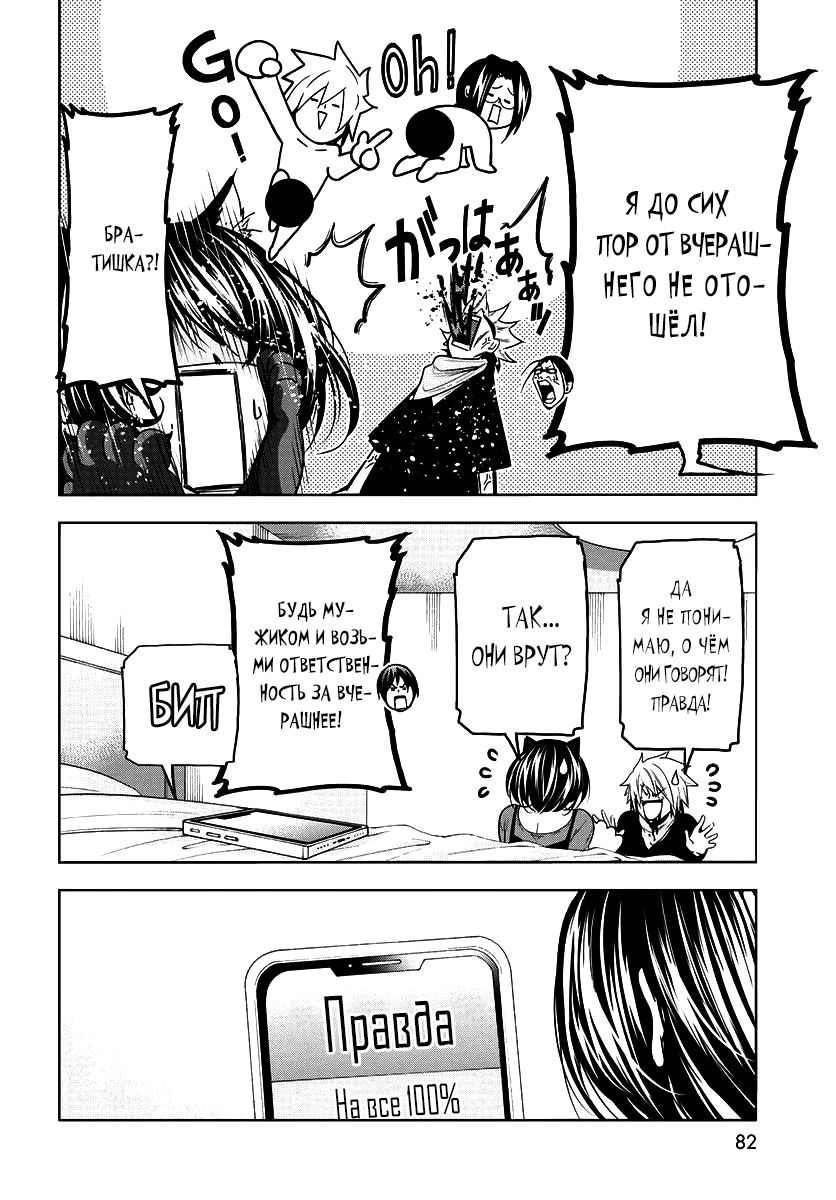 Я ДО СИХ
ПОР ОТ ВЧЕРАШ-
НЕГО НЕ ОТО-
ШЁЛ!
Oh!
GO!
がっはぁぁッ
БРА-
ТИШКА?!
ДА
Я НЕ ПОНИ-
МАЮ, О ЧЁМ
ОНИ ГОВОРЯТ!
ПРАВДА!
ТАК...
ОНИ ВРУТ?
БУДЬ МУ-
ЖИКОМ И ВОЗЬ-
МИ ОТВЕТСТВЕН-
НОСТЬ ЗА ВЧЕ-
РАШНЕЕ!
БИП
Правда
На все 100%
82